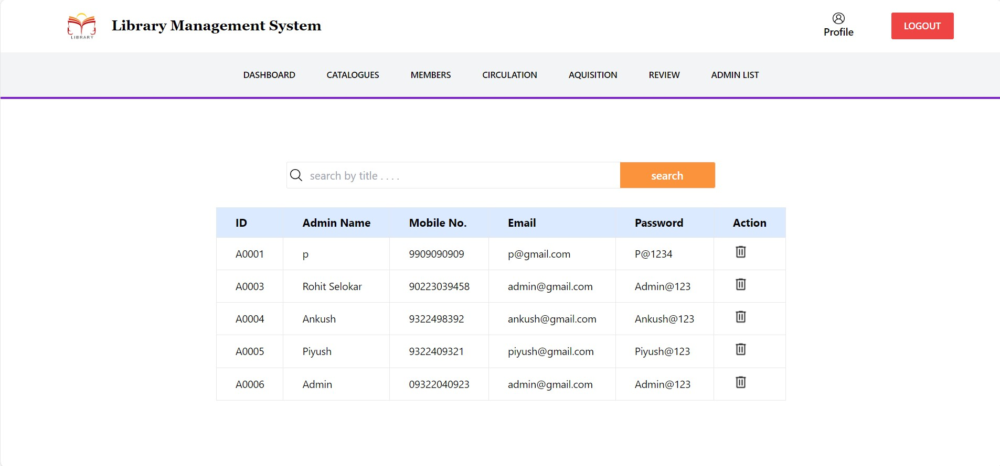 LIBRARY
Library Management System
Profile
LOGOUT
DASHBOARD CATALOGUES MEMBERS CIRCULATION AQUISITION REVIEW ADMIN LIST
search by title . . . . search
ID Admin Name Mobile No. Email Password Action
A0001 p 9909090909 p@gmail.com P@1234
A0003 Rohit Selokar 90223039458 admin@gmail.com Admin@123
A0004 Ankush 9322498392 ankush@gmail.com Ankush@123
A0005 Piyush 9322409321 piyush@gmail.com Piyush@123
A0006 Admin 09322040923 admin@gmail.com Admin@123